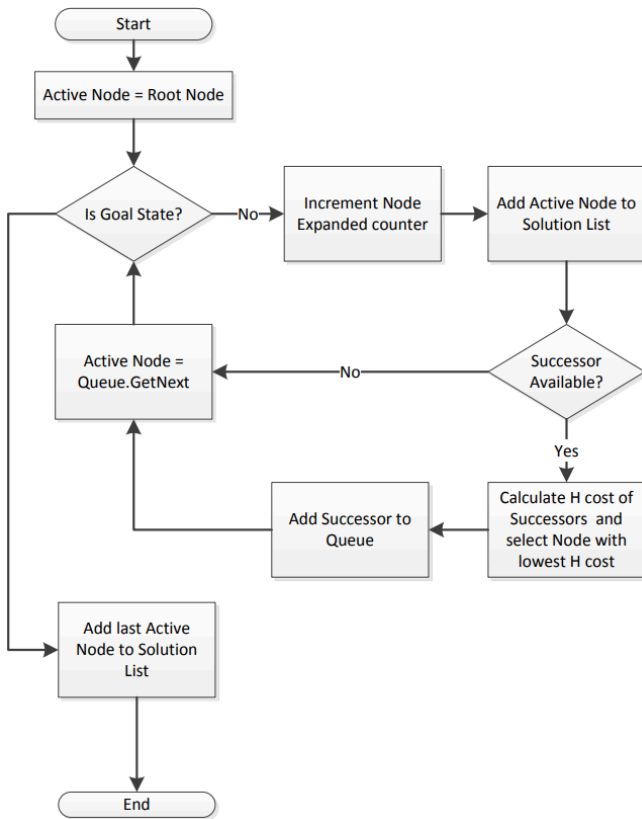 Start
Active Node = Root Node
Is Goal State?
No
Increment Node
Expanded counter
Add Active Node to
Solution List
Active Node =
Queue.GetNext
No
Successor
Available?
Yes
Add Successor to
Queue
Calculate H cost of
Successors and
select Node with
lowest H cost
Add last Active
Node to Solution
List
End